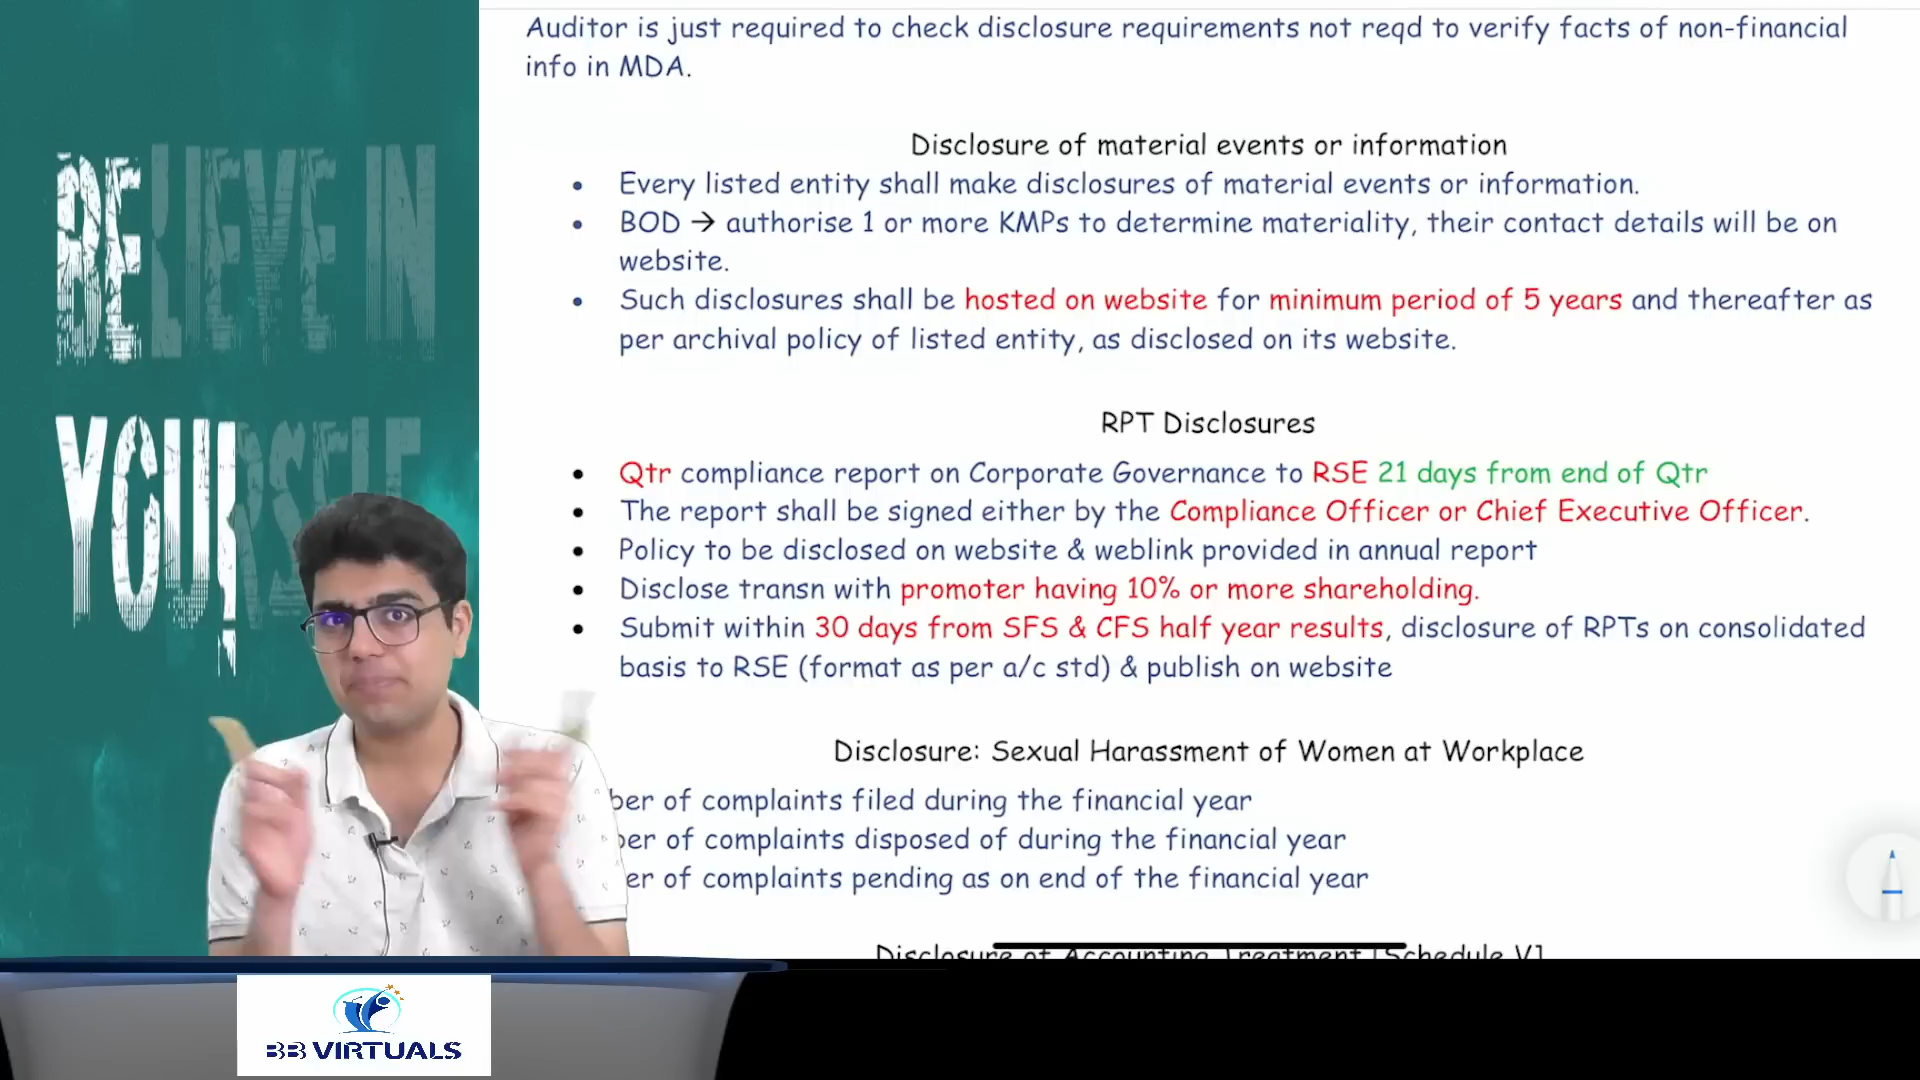 Auditor is just required to check disclosure requirements not reqd to verify facts of non-financial
info in MDA.
Disclosure of material events or information
• Every listed entity shall make disclosures of material events or information.
• BOD → authorise 1 or more KMPs to determine materiality, their contact details will be on
website.
• Such disclosures shall be hosted on website for minimum period of 5 years and thereafter as
per archival policy of listed entity, as disclosed on its website.
RPT Disclosures
• Qtr compliance report on Corporate Governance to RSE 21 days from end of Qtr
• The report shall be signed either by the Compliance Officer or Chief Executive Officer.
• Policy to be disclosed on website & weblink provided in annual report
• Disclose transn with promoter having 10% or more shareholding.
• Submit within 30 days from SFS & CFS half year results, disclosure of RPTs on consolidated
basis to RSE (format as per a/c std) & publish on website
Disclosure: Sexual Harassment of Women at Workplace
ber of complaints filed during the financial year
ber of complaints disposed of during the financial year
er of complaints pending as on end of the financial year
Disclosure of Accounting Treatment [Schedule V]
BELIEVE IN
YOURSELF
BB VIRTUALS